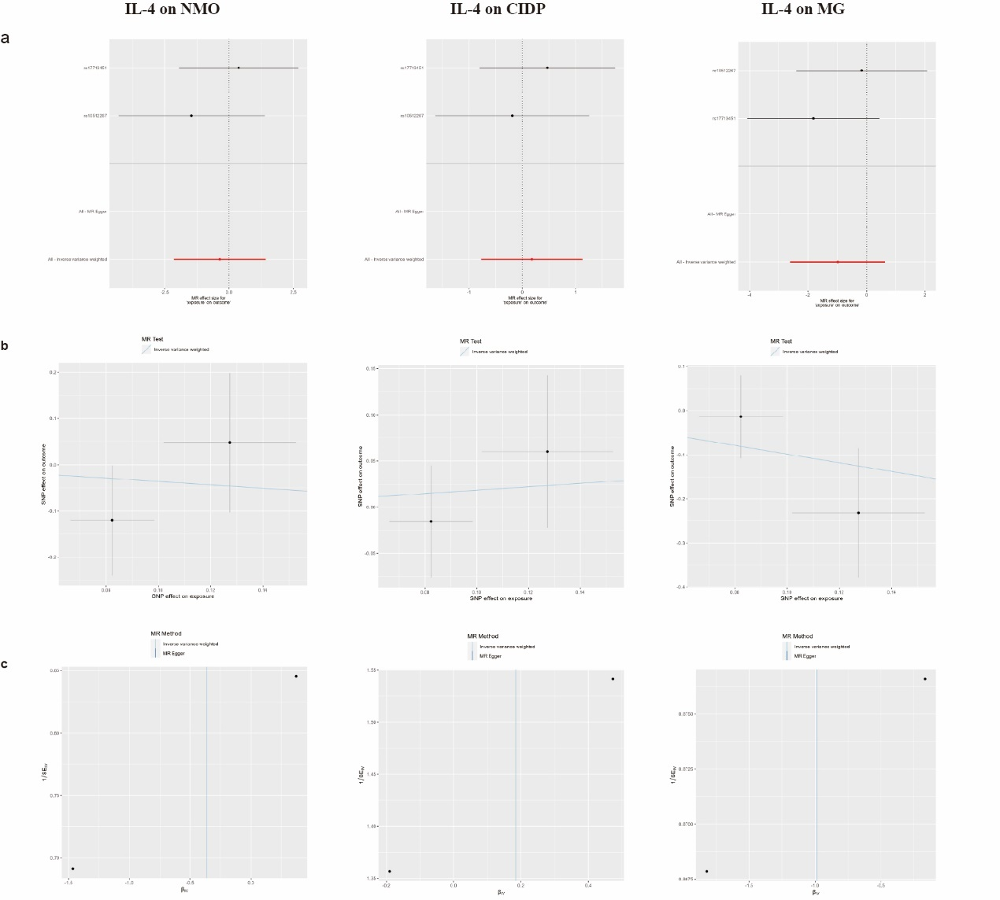 IL-4 on NMO
IL-4 on CIDP
IL-4 on MG
a
rs17713451
rs10512267
All - MR Egger
All - Inverse variance weighted
-2.5
0.0
2.5
MR effect size for
'exposure' on outcome'
rs17713451
rs10512267
All - MR Egger
All - Inverse variance weighted
-1
0
1
MR effect size for
'exposure' on outcome'
rs10512267
rs17713451
All - MR Egger
All - Inverse variance weighted
-4
-2
0
2
MR effect size for
'exposure' on outcome'
b
MR Test
Inverse variance weighted
0.2
0.1
0.0
-0.1
-0.2
SNP effect on outcome
0.12
0.14
SNP effect on exposure
MR Test
Inverse variance weighted
0.15
0.10
0.05
0.00
-0.05
SNP effect on outcome
0.08
0.10
0.12
0.14
SNP effect on exposure
MR Test
Inverse variance weighted
0.1
0.0
-0.1
-0.2
-0.3
-0.4
SNP effect on outcome
0.08
0.10
0.12
0.14
SNP effect on exposure
c
MR Method
Inverse variance weighted
MR Egger
0.85
0.80
0.75
0.70
1/SEIV
-1.5
-1.0
-0.5
βIV
MR Method
Inverse variance weighted
MR Egger
1.55
1.50
1.45
1.40
1.35
1/SEIV
-0.2
0.0
0.2
0.4
βIV
MR Method
Inverse variance weighted
MR Egger
0.8750
0.8725
0.8700
0.8675
1/SEIV
-1.5
-1.0
-0.5
βIV